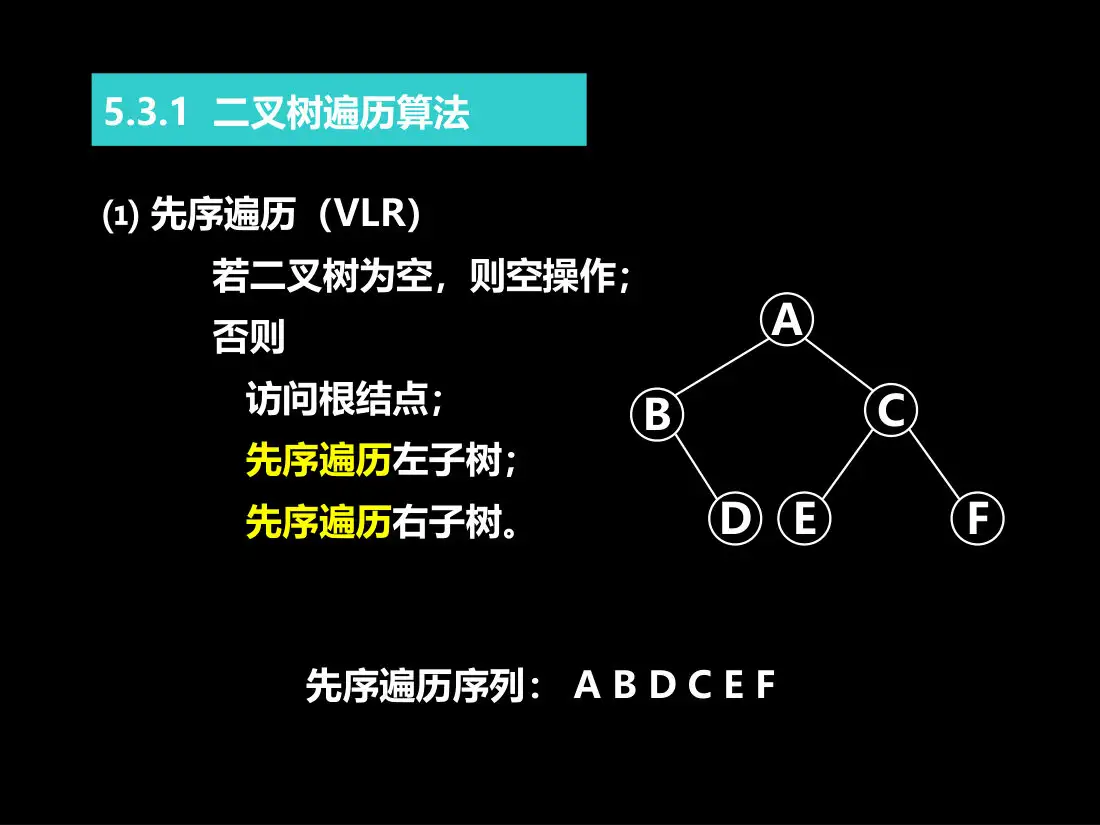 5.3.1 二叉树遍历算法
⑴ 先序遍历（VLR）
若二叉树为空，则空操作；
否则
访问根结点；
先序遍历左子树；
先序遍历右子树。
A
B
C
D
E
F
先序遍历序列： A B D C E F